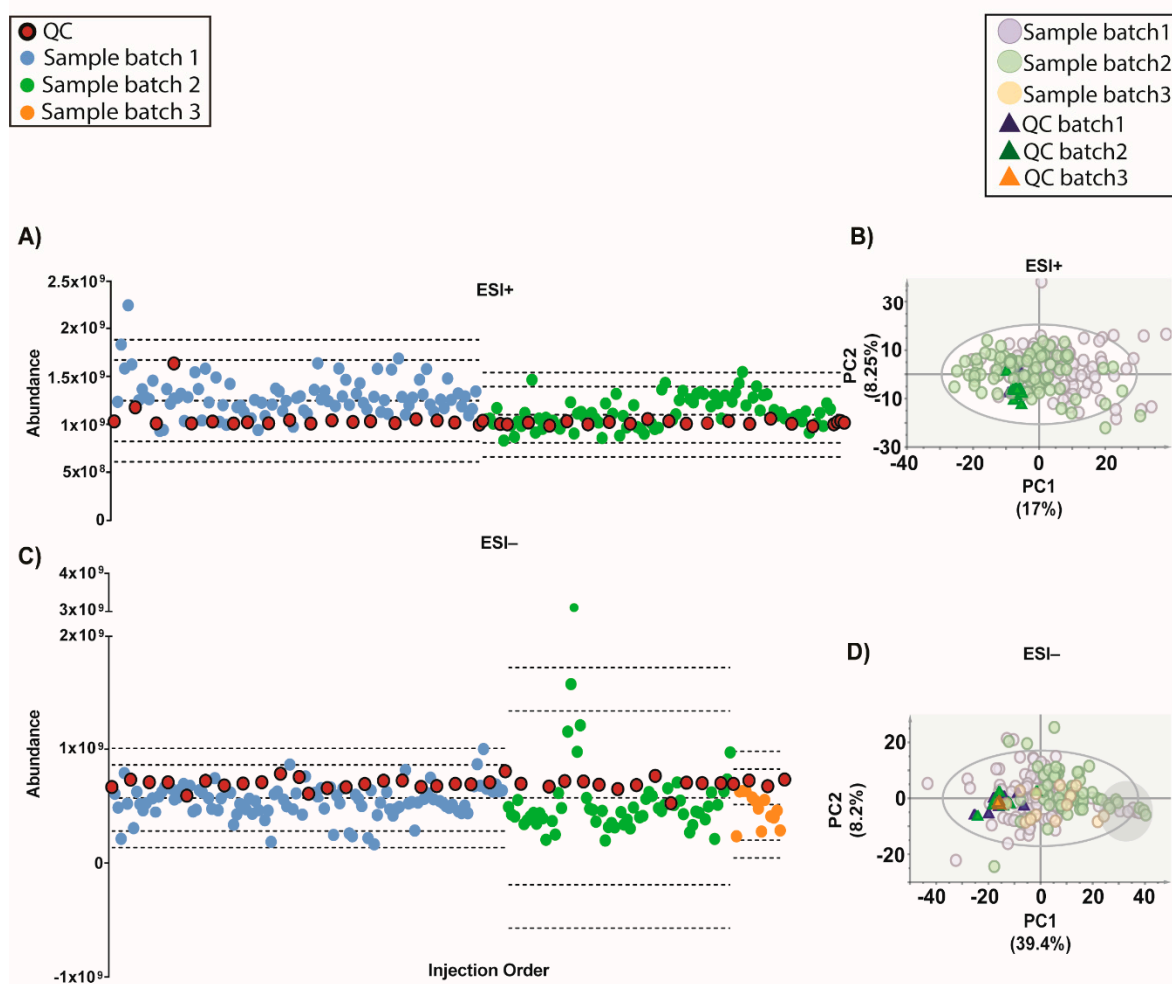 QC
Sample batch 1
Sample batch 2
Sample batch 3
Sample batch1
Sample batch2
Sample batch3
QC batch1
QC batch2
QC batch3
A)
ESI+
Abundance
2.5x10⁹
2x10⁹
1.5x10⁹
1x10⁹
5x10⁸
0
B)
ESI+
PC2
(8.25%)
30
10
-10
-30
-40
-20
0
20
PC1
(17%)
C)
ESI–
Abundance
4x10⁹
3x10⁹
2x10⁹
1x10⁹
0
-1x10⁹
Injection Order
D)
ESI–
PC2
(8.2%)
20
0
-20
-40
-20
0
20
40
PC1
(39.4%)